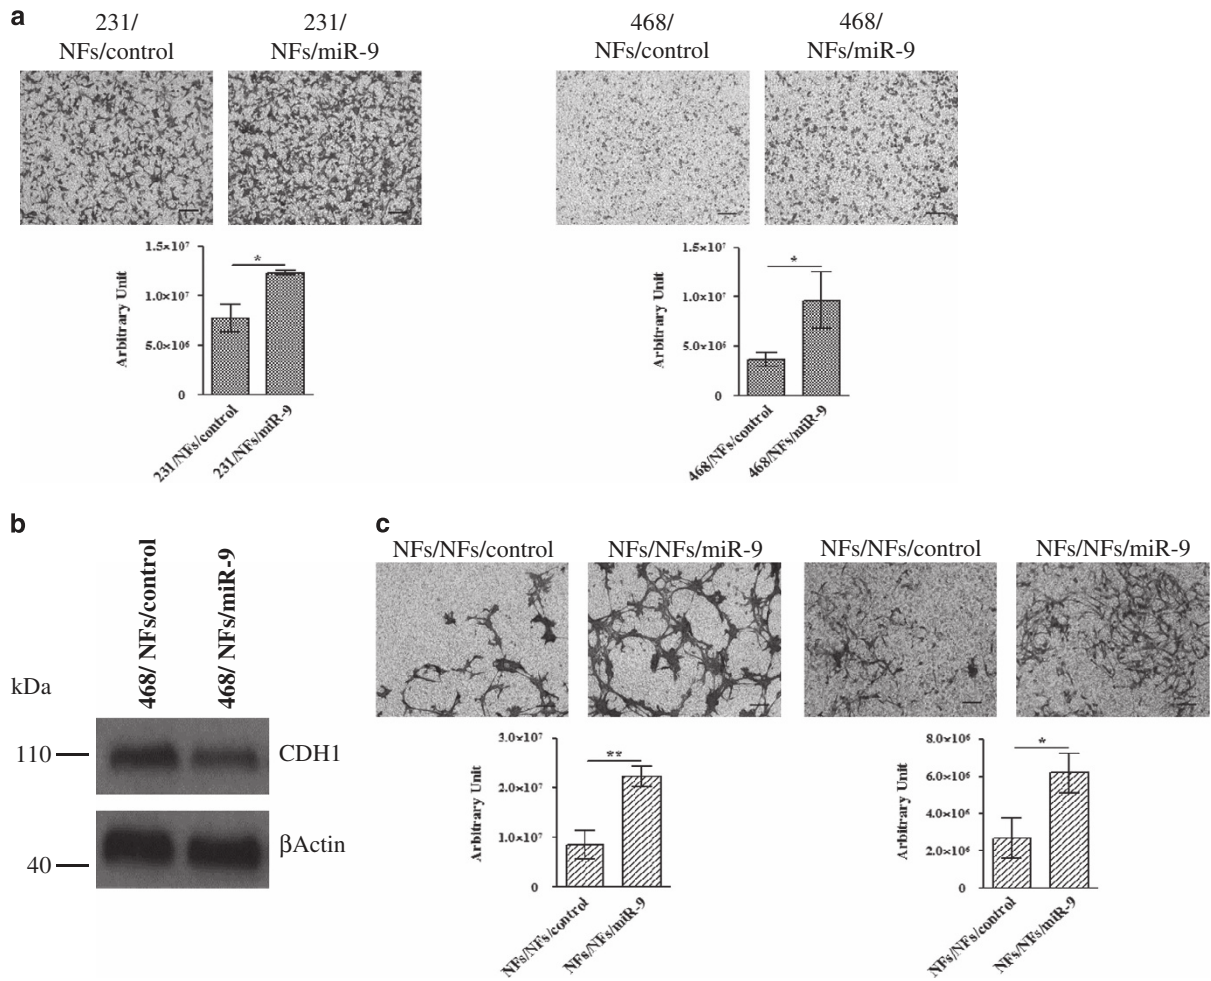 a
231/
NFs/control
231/
NFs/miR-9
468/
NFs/control
468/
NFs/miR-9
1.5×10⁷
1.0×10⁷
5.0×10⁶
0
Arbitrary Unit
*
231/NFs/control
231/NFs/miR-9
1.5×10⁷
1.0×10⁷
5.0×10⁶
0
Arbitrary Unit
*
468/NFs/control
468/NFs/miR-9
b
468/ NFs/control
468/ NFs/miR-9
kDa
110
CDH1
40
βActin
c
NFs/NFs/control
NFs/NFs/miR-9
NFs/NFs/control
NFs/NFs/miR-9
3.0×10⁷
2.0×10⁷
1.0×10⁷
0
Arbitrary Unit
**
NFs/NFs/control
NFs/NFs/miR-9
8.0×10⁶
6.0×10⁶
4.0×10⁶
2.0×10⁶
0
Arbitrary Unit
*
NFs/NFs/control
NFs/NFs/miR-9